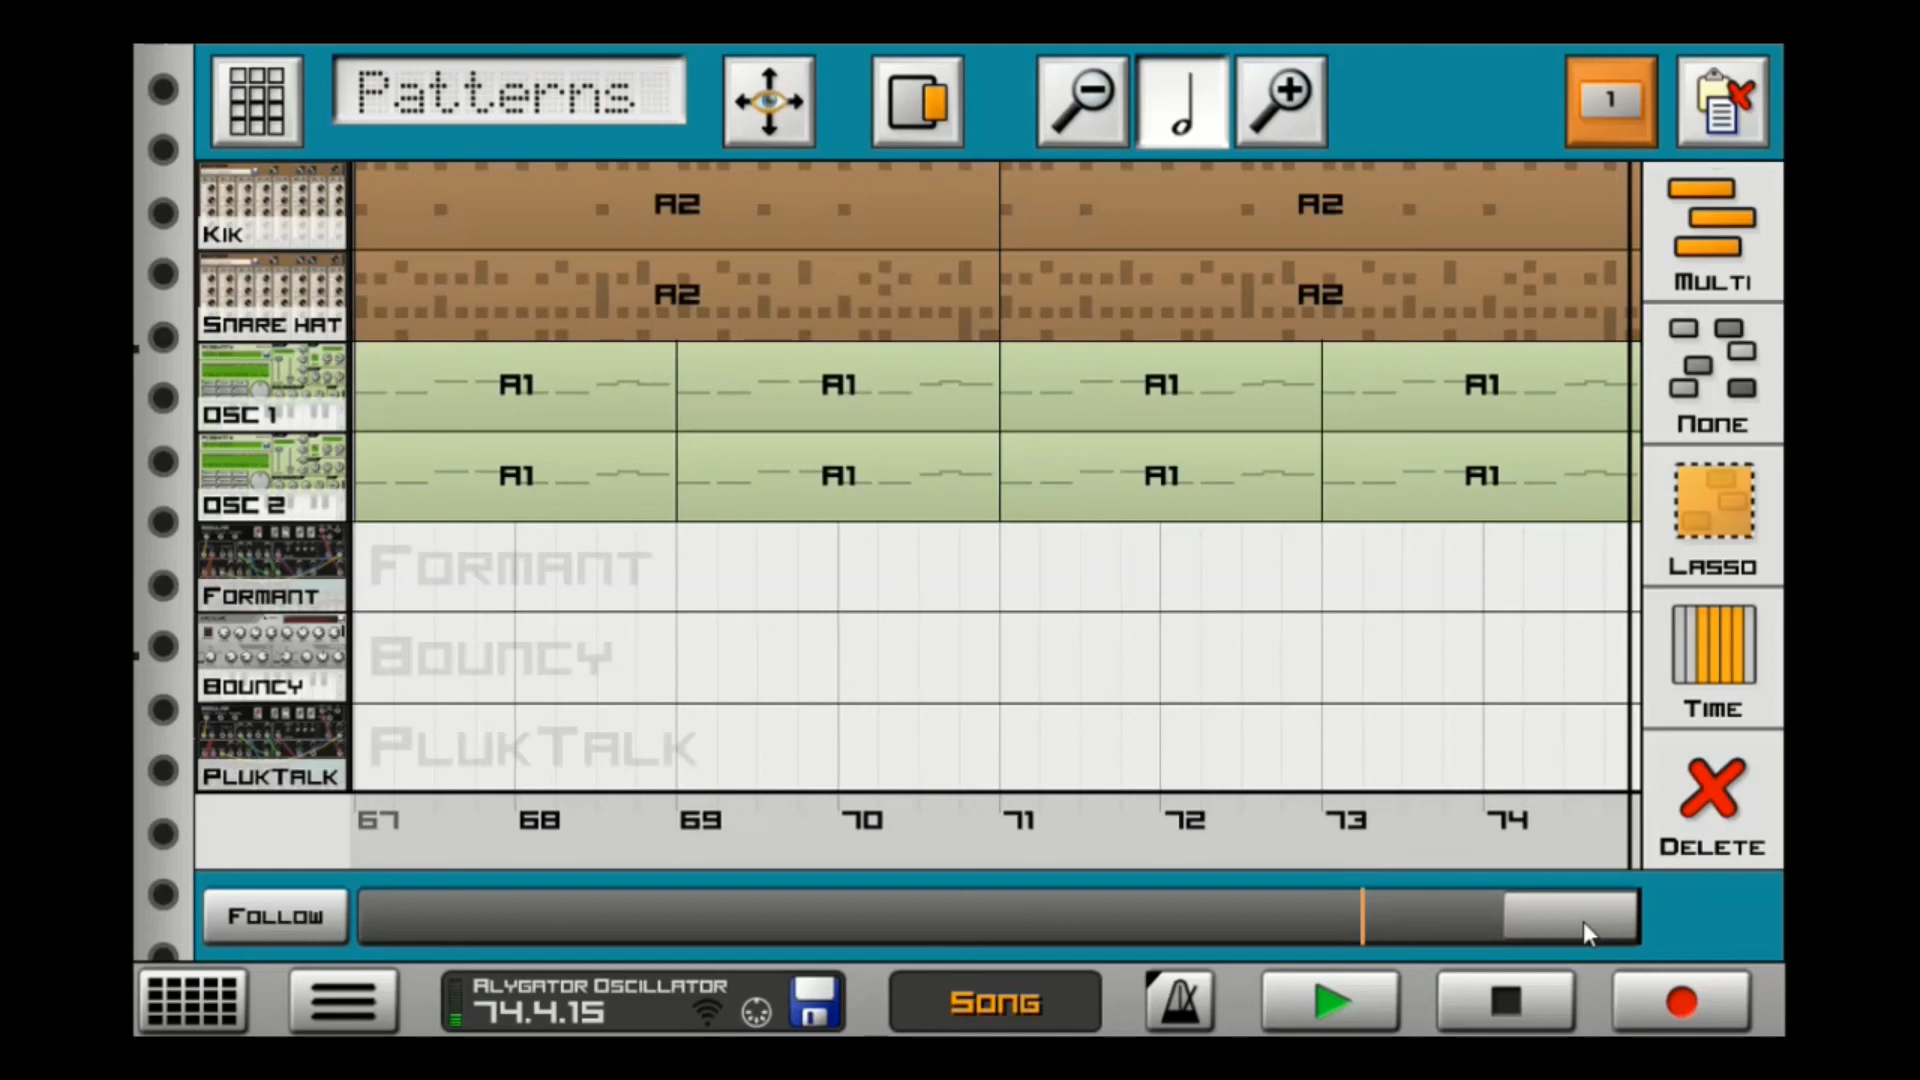 Patterns
1
Kik A2 A2
Multi
Snare hat A2 A2
OSC 1 A1 A1 A1 A1
None
OSC 2 A1 A1 A1 A1
Lasso
Formant Formant
Bouncy Bouncy
Time
PlukTalk PlukTalk
67 68 69 70 71 72 73 74
Delete
Follow
Alygator Oscillator
74.4.15
Song